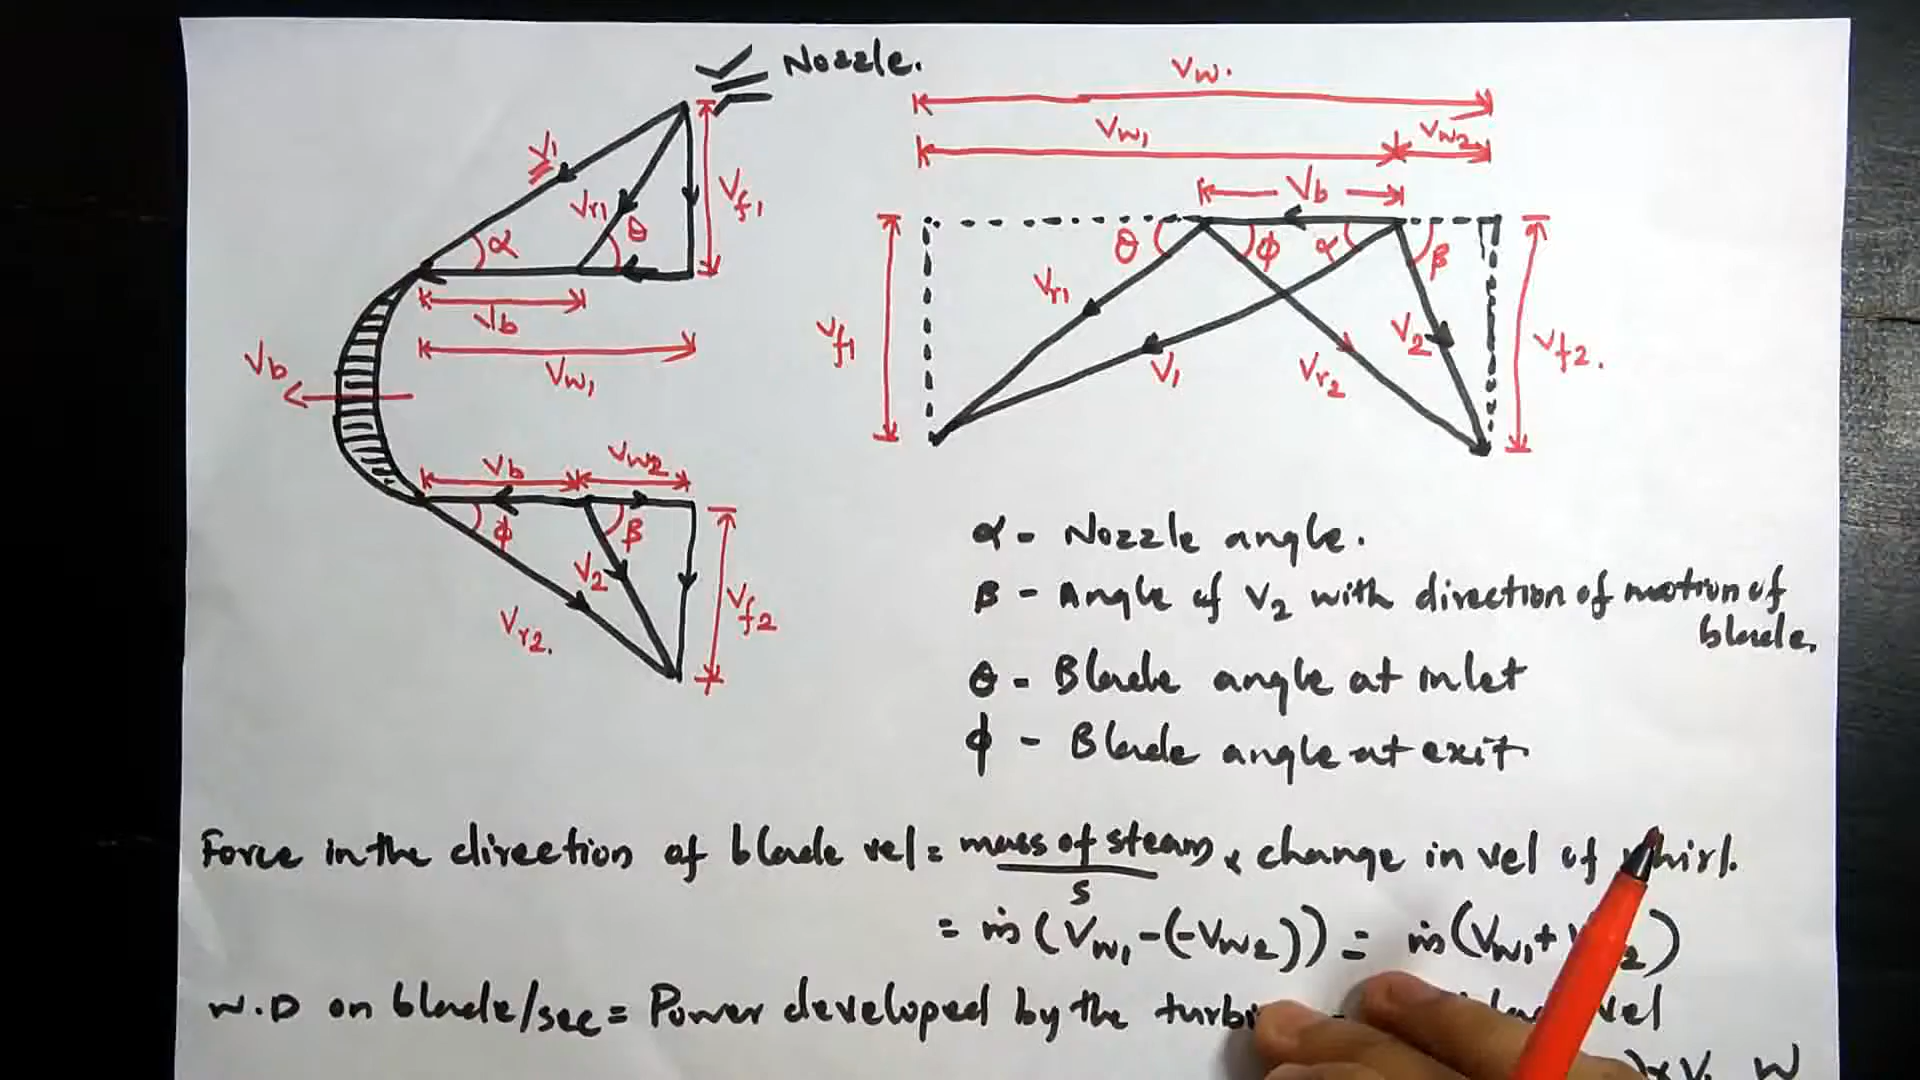 Nozzle.
V1
Vr1
Vf1
α
θ
Vb
Vw1
Vb
Vb
Vw2
ϕ
β
V2
Vr2.
Vf2
Vw.
Vw1
Vw2
Vb
θ
ϕ
α
β
Vr1
Vf1
V1
Vr2
V2
Vf2.
α - Nozzle angle.
β - Angle of V2 with direction of motion of
blade.
θ - Blade angle at inlet
ϕ - Blade angle at exit
Force in the direction of blade vel = mass of steam × change in vel of whirl.
s
= ṁ (Vw1 - (-Vw2)) = ṁ (Vw1 + 2)
W.D on blade/sec = Power developed by the vel
W